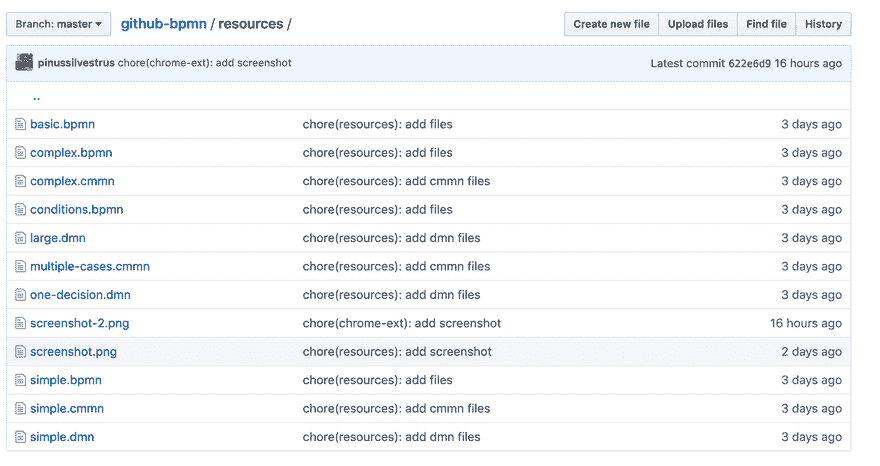 Branch: master github-bpmn / resources / Create new file Upload files Find file History
pinussilvestrus chore(chrome-ext): add screenshot Latest commit 622e6d9 16 hours ago
..
basic.bpmn chore(resources): add files 3 days ago
complex.bpmn chore(resources): add files 3 days ago
complex.cmmn chore(resources): add cmmn files 3 days ago
conditions.bpmn chore(resources): add files 3 days ago
large.dmn chore(resources): add dmn files 3 days ago
multiple-cases.cmmn chore(resources): add cmmn files 3 days ago
one-decision.dmn chore(resources): add dmn files 3 days ago
screenshot-2.png chore(chrome-ext): add screenshot 16 hours ago
screenshot.png chore(resources): add screenshot 2 days ago
simple.bpmn chore(resources): add files 3 days ago
simple.cmmn chore(resources): add cmmn files 3 days ago
simple.dmn chore(resources): add dmn files 3 days ago